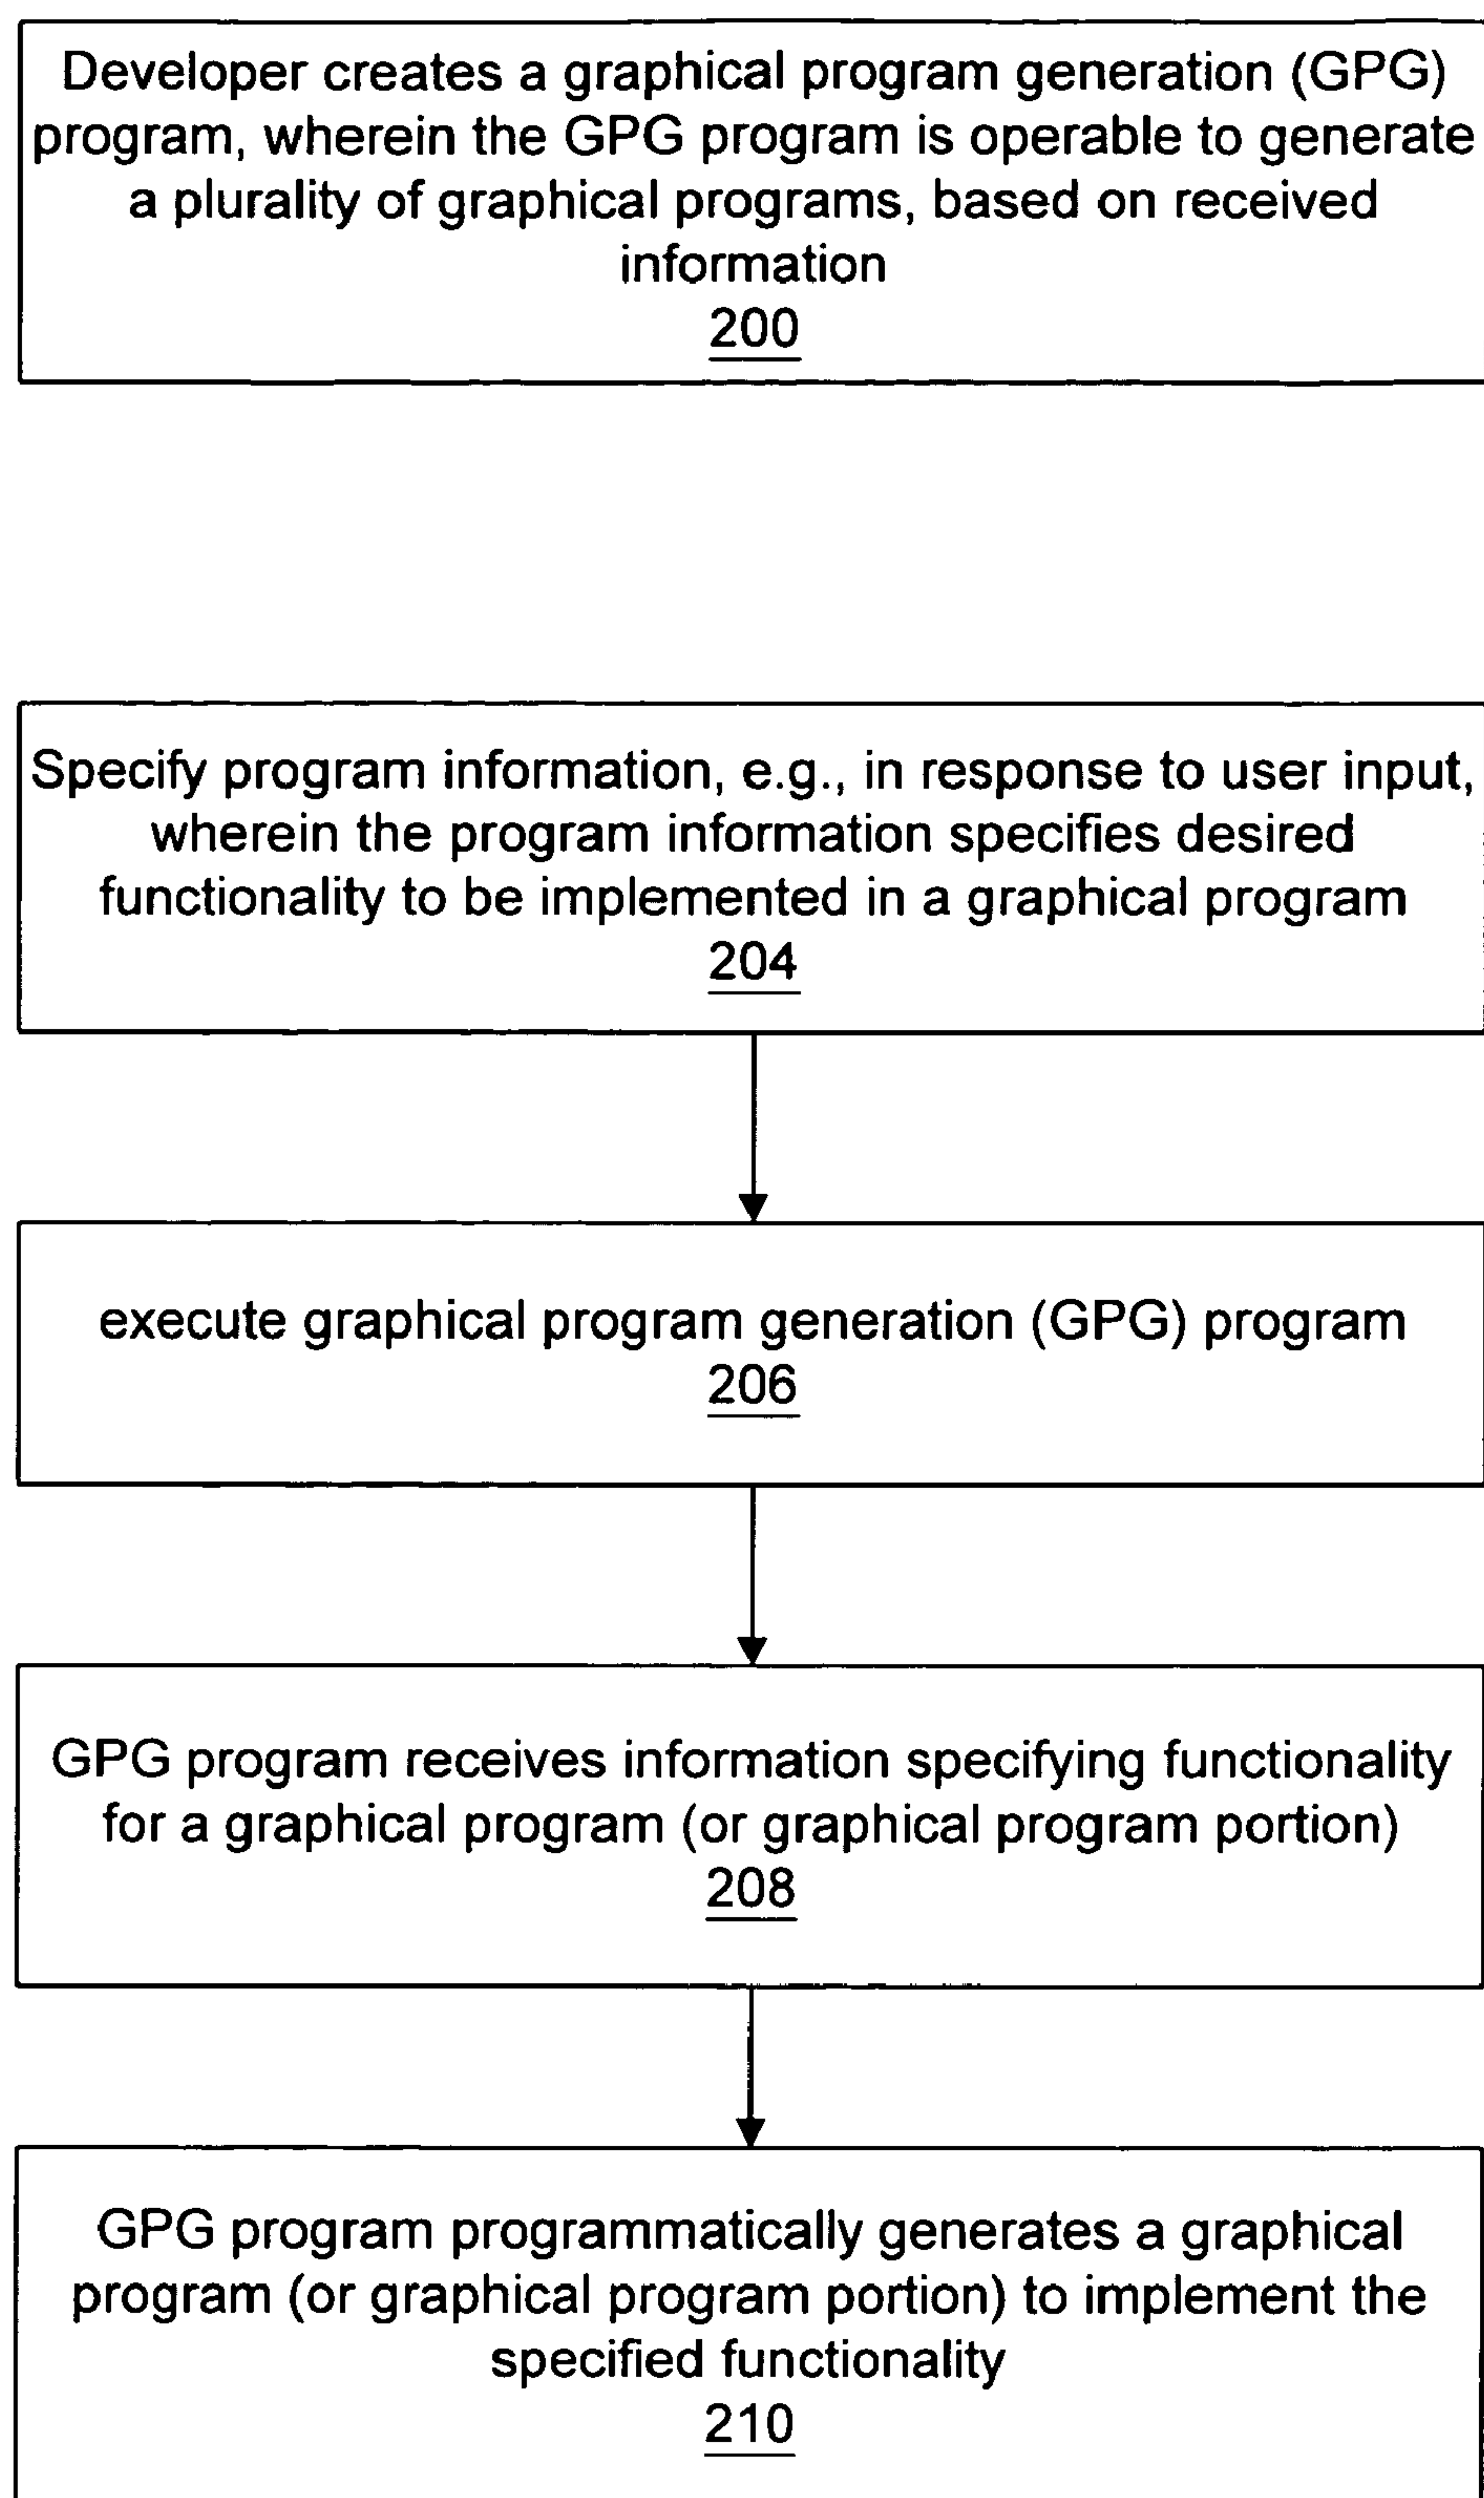 Developer creates a graphical program generation (GPG)
program, wherein the GPG program is operable to generate
a plurality of graphical programs, based on received
information
200
Specify program information, e.g., in response to user input,
wherein the program information specifies desired
functionality to be implemented in a graphical program
204
execute graphical program generation (GPG) program
206
GPG program receives information specifying functionality
for a graphical program (or graphical program portion)
208
GPG program programmatically generates a graphical
program (or graphical program portion) to implement the
specified functionality
210